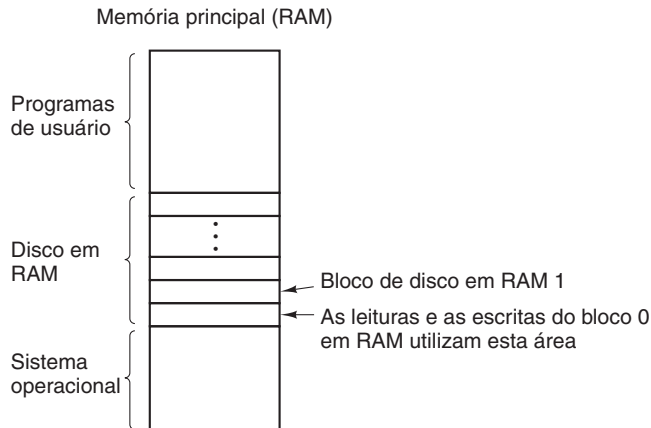 Memória principal (RAM)
Programas
de usuário
Disco em
RAM
Bloco de disco em RAM 1
As leituras e as escritas do bloco 0
em RAM utilizam esta área
Sistema
operacional